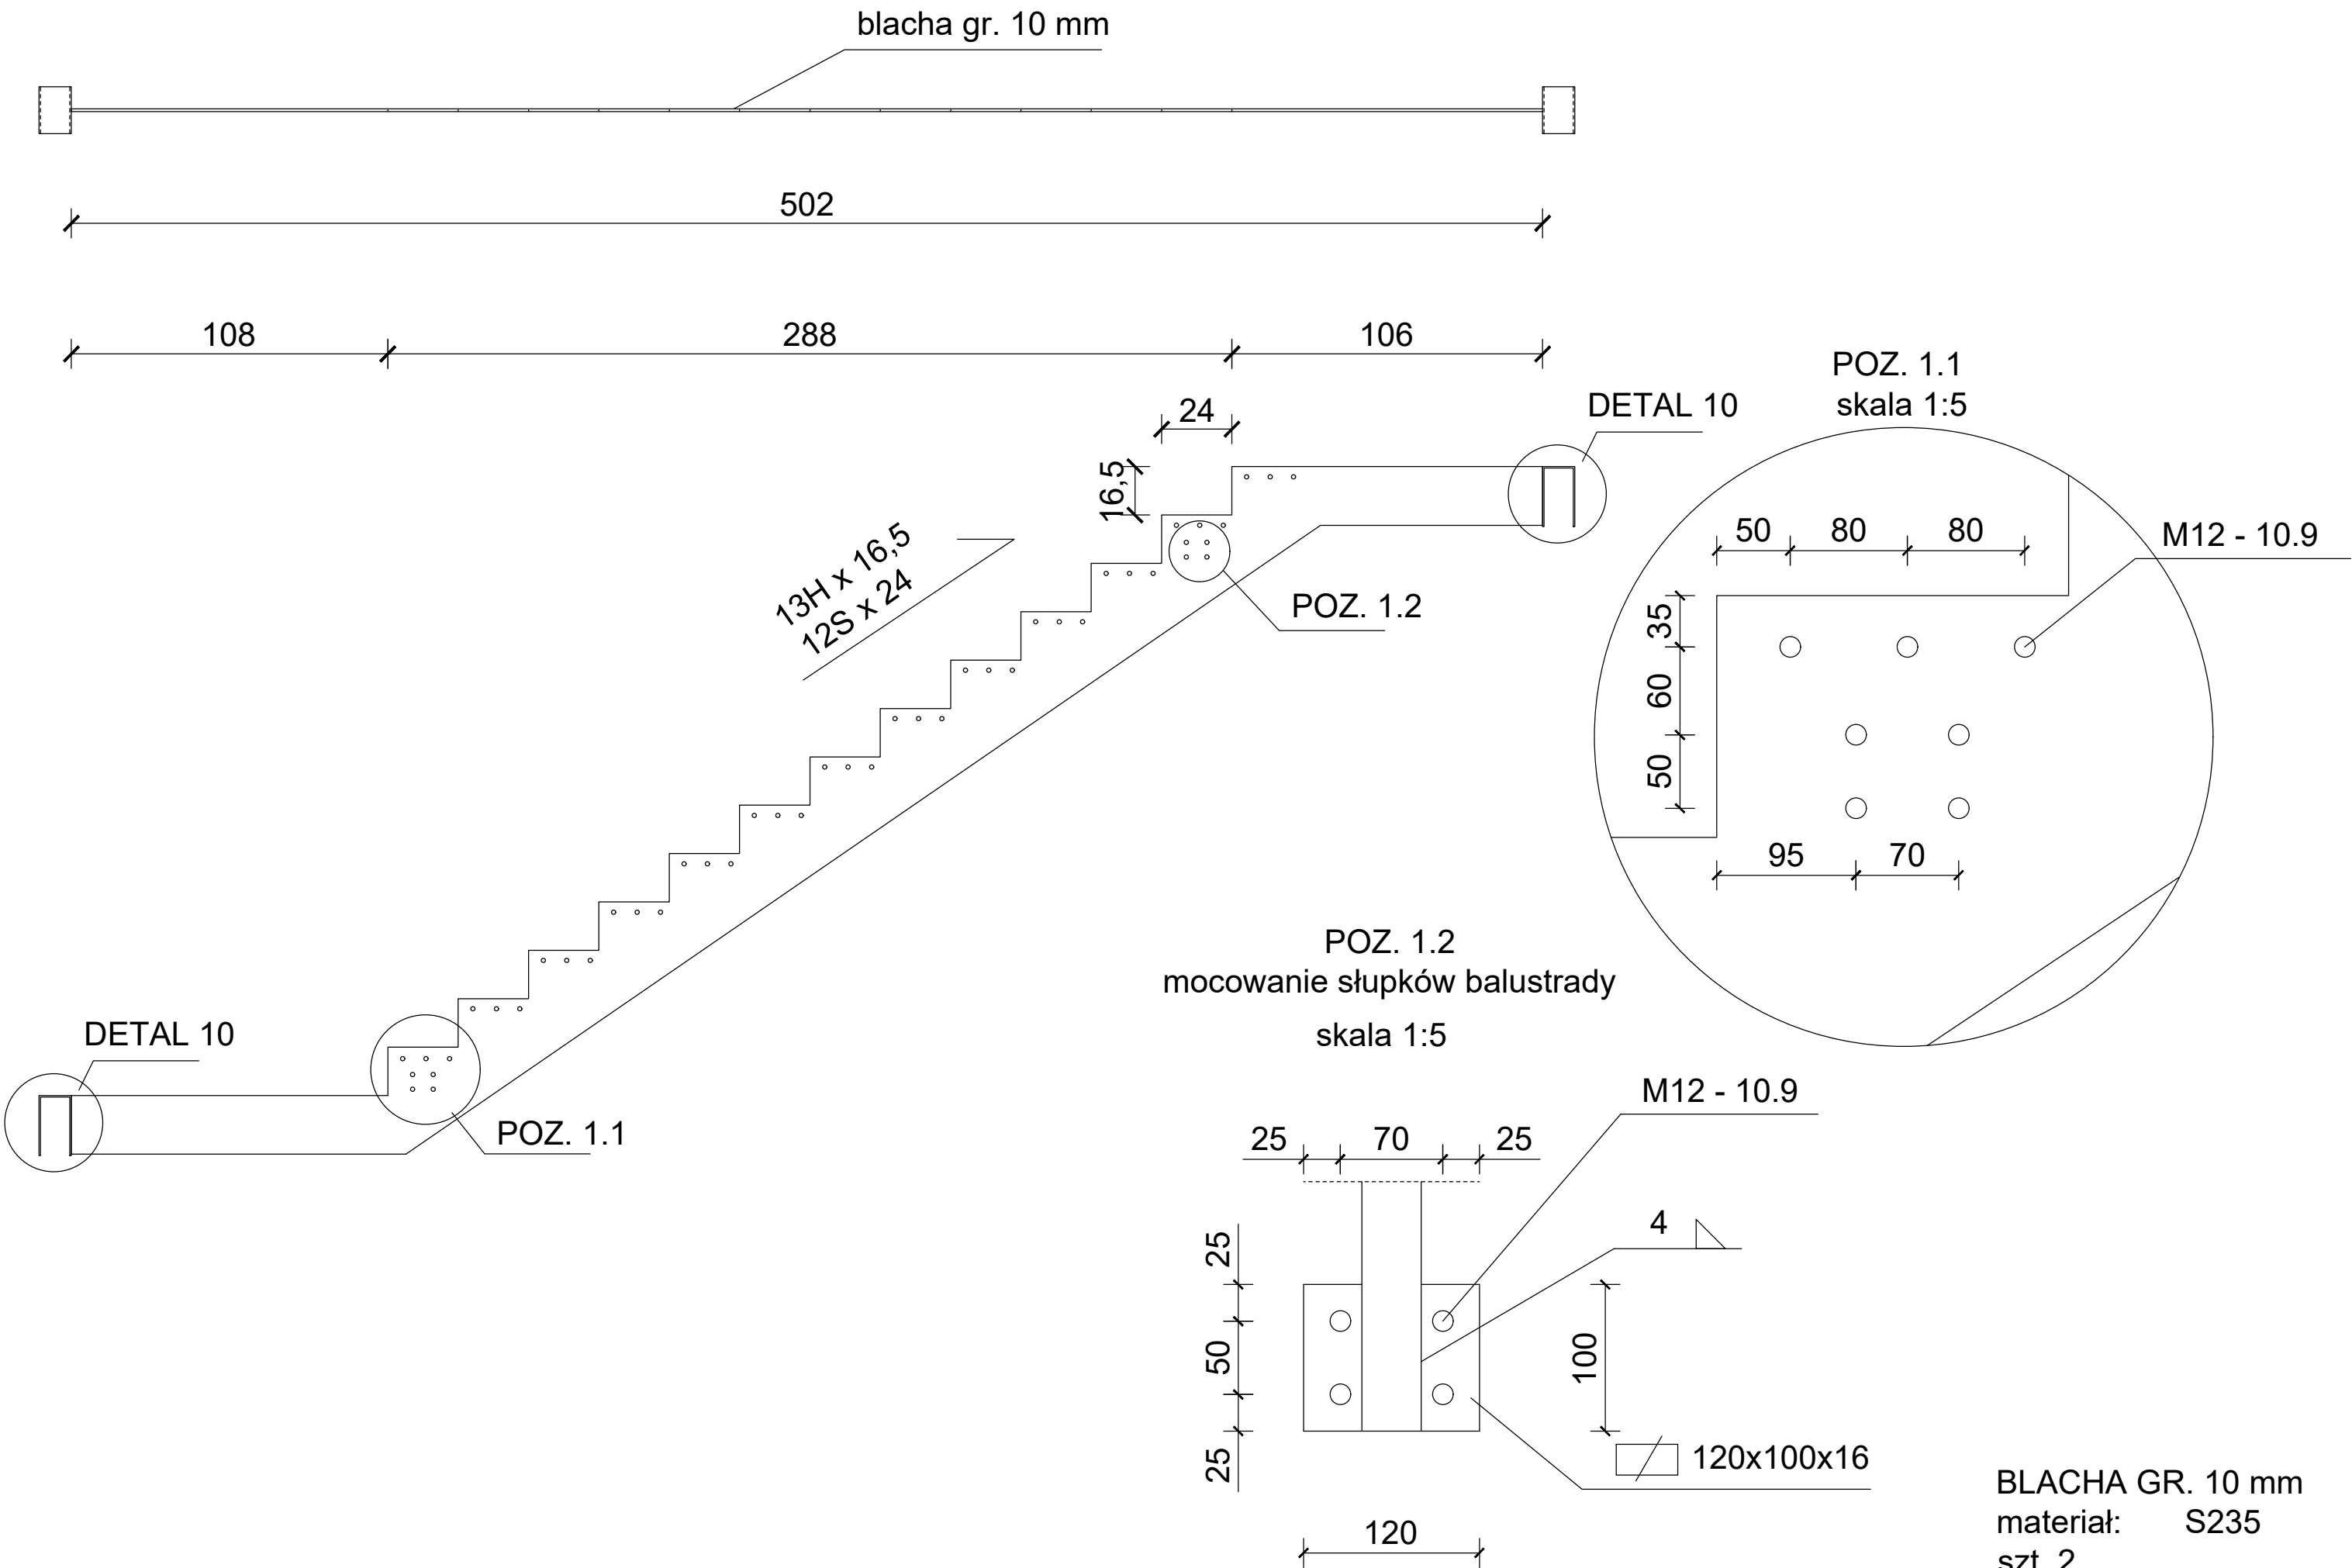 blacha gr. 10 mm
502
108
288
106
24
16,5
DETAL 10
13H x 16,5
12S x 24
POZ. 1.2
DETAL 10
POZ. 1.1
POZ. 1.1
skala 1:5
50
80
80
M12 - 10.9
35
60
50
95
70
POZ. 1.2
mocowanie słupków balustrady
skala 1:5
M12 - 10.9
25
70
25
4
25
50
25
100
120x100x16
120
BLACHA GR. 10 mm
materiał: S235
szt. 2